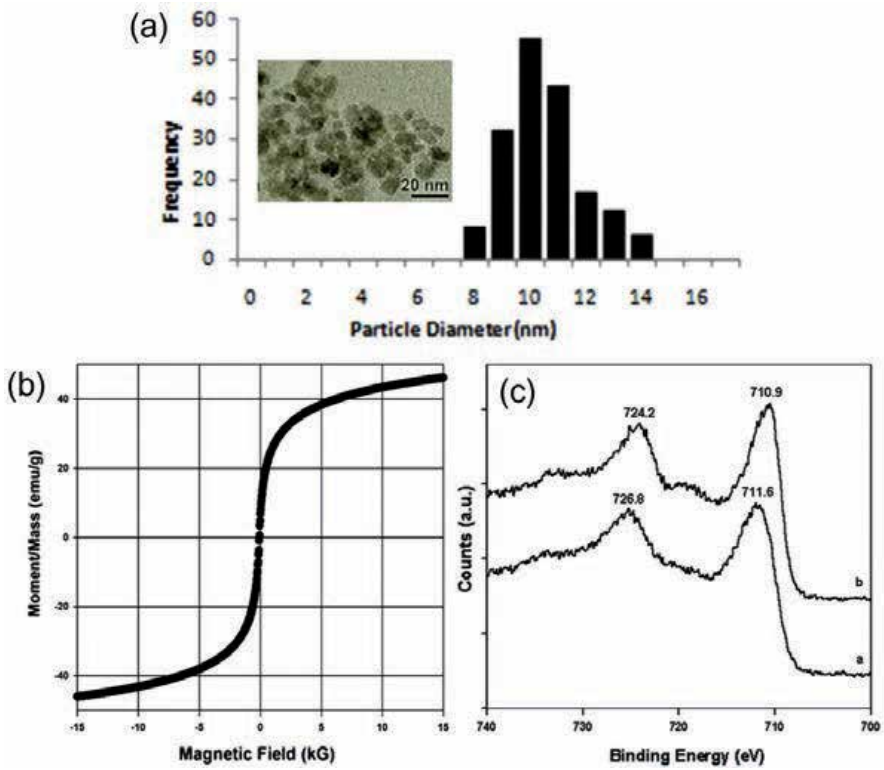 (a)
60
50
40
30
20
10
0
Frequency
20 nm
0 2 4 6 8 10 12 14 16
Particle Diameter(nm)
(b)
40
20
0
-20
-40
Moment/Mass (emu/g)
-15 -10 -5 0 5 10 15
Magnetic Field (kG)
(c)
724.2
710.9
726.8
711.6
b
a
Counts (a.u.)
740 730 720 710 700
Binding Energy (eV)